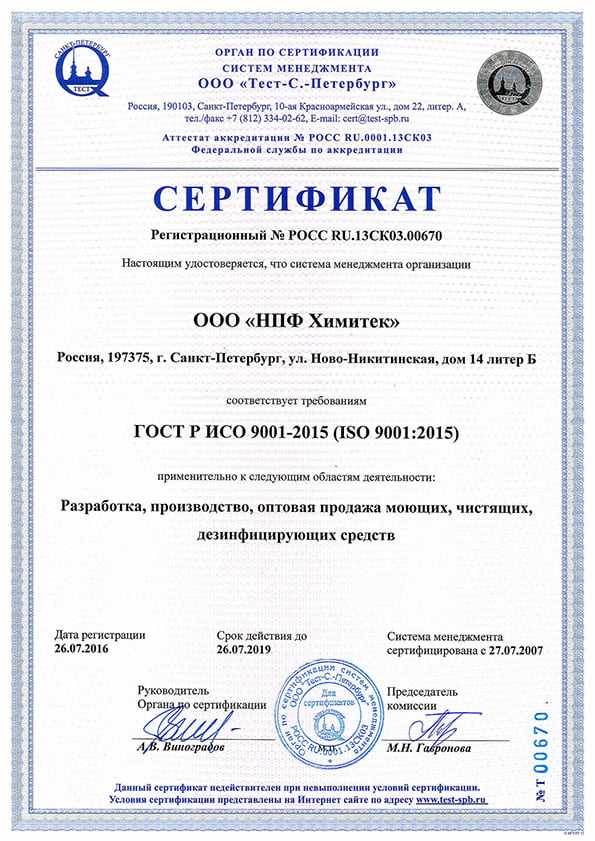 САНКТ-ПЕТЕРБУРГ
ТЕСТ
ОРГАН ПО СЕРТИФИКАЦИИ
СИСТЕМ МЕНЕДЖМЕНТА
ООО «Тест-С.-Петербург»
Россия, 190103, Санкт-Петербург, 10-ая Красноармейская ул., дом 22, литер. А,
тел./факс +7 (812) 334-02-62, E-mail: cert@test-spb.ru
Аттестат аккредитации № РОСС RU.0001.13СК03
Федеральной службы по аккредитации
СЕРТИФИКАТ
Регистрационный № РОСС RU.13СК03.00670
Настоящим удостоверяется, что система менеджмента организации
ООО «НПФ Химитек»
Россия, 197375, г. Санкт-Петербург, ул. Ново-Никитинская, дом 14 литер Б
соответствует требованиям
ГОСТ Р ИСО 9001-2015 (ISO 9001:2015)
применительно к следующим областям деятельности:
Разработка, производство, оптовая продажа моющих, чистящих,
дезинфицирующих средств
Дата регистрации
26.07.2016
Срок действия до
26.07.2019
Система менеджмента
сертифицирована с 27.07.2007
Руководитель
Органа по сертификации
А.В. Виноградов
Орган по сертификации систем менеджмента
ООО "Тест-С.-Петербург"
Для
сертификатов
РОСС RU.0001.13СК03
М.П.
Председатель
комиссии
М.Н. Гавронова
№ Т 00670
Данный сертификат недействителен при невыполнении условий сертификации.
Условия сертификации представлены на Интернет сайте по адресу www.test-spb.ru